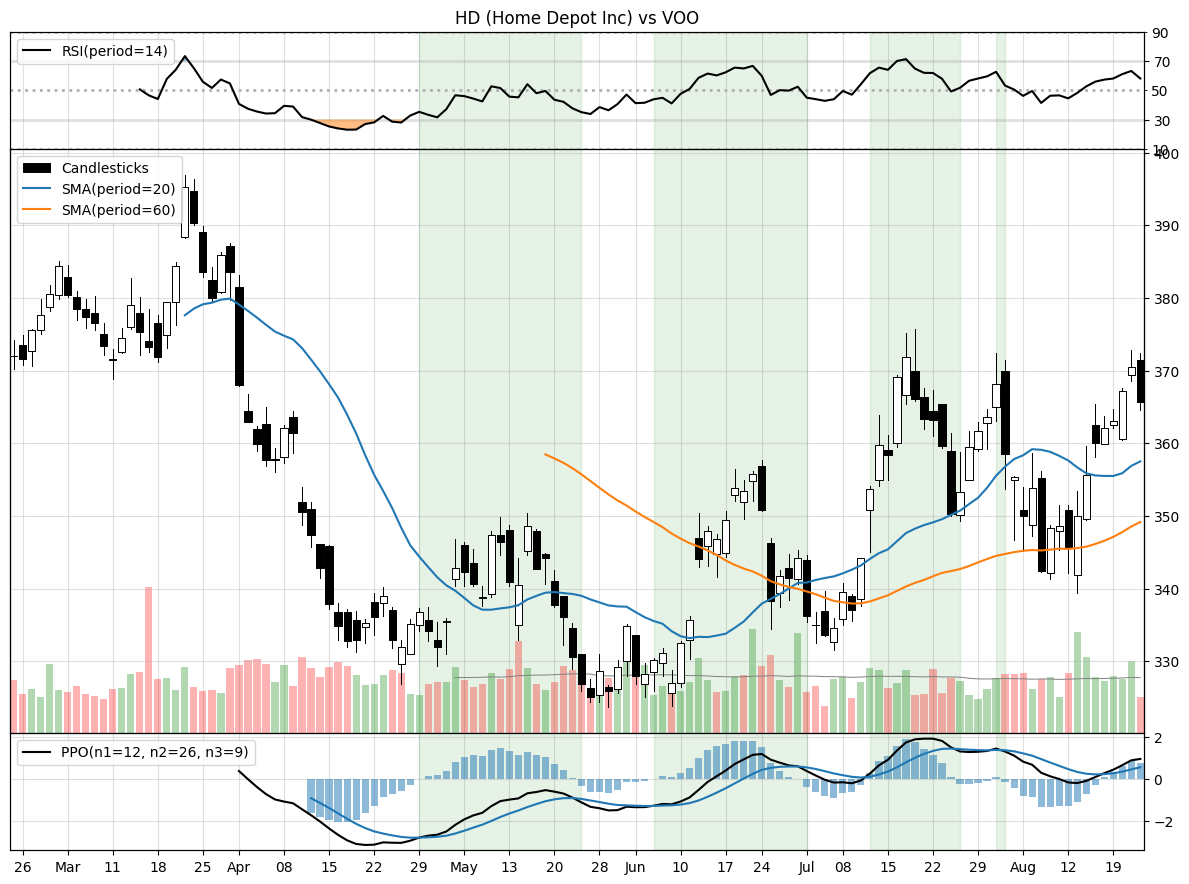 HD (Home Depot Inc) vs VOO
RSI(period=14)
90
70
50
30
10
Candlesticks
SMA(period=20)
SMA(period=60)
400
390
380
370
360
350
340
330
PPO(n1=12, n2=26, n3=9)
2
0
−2
26 Mar 11 18 25 Apr 08 15 22 29 May 13 20 28 Jun 10 17 24 Jul 08 15 22 29 Aug 12 19